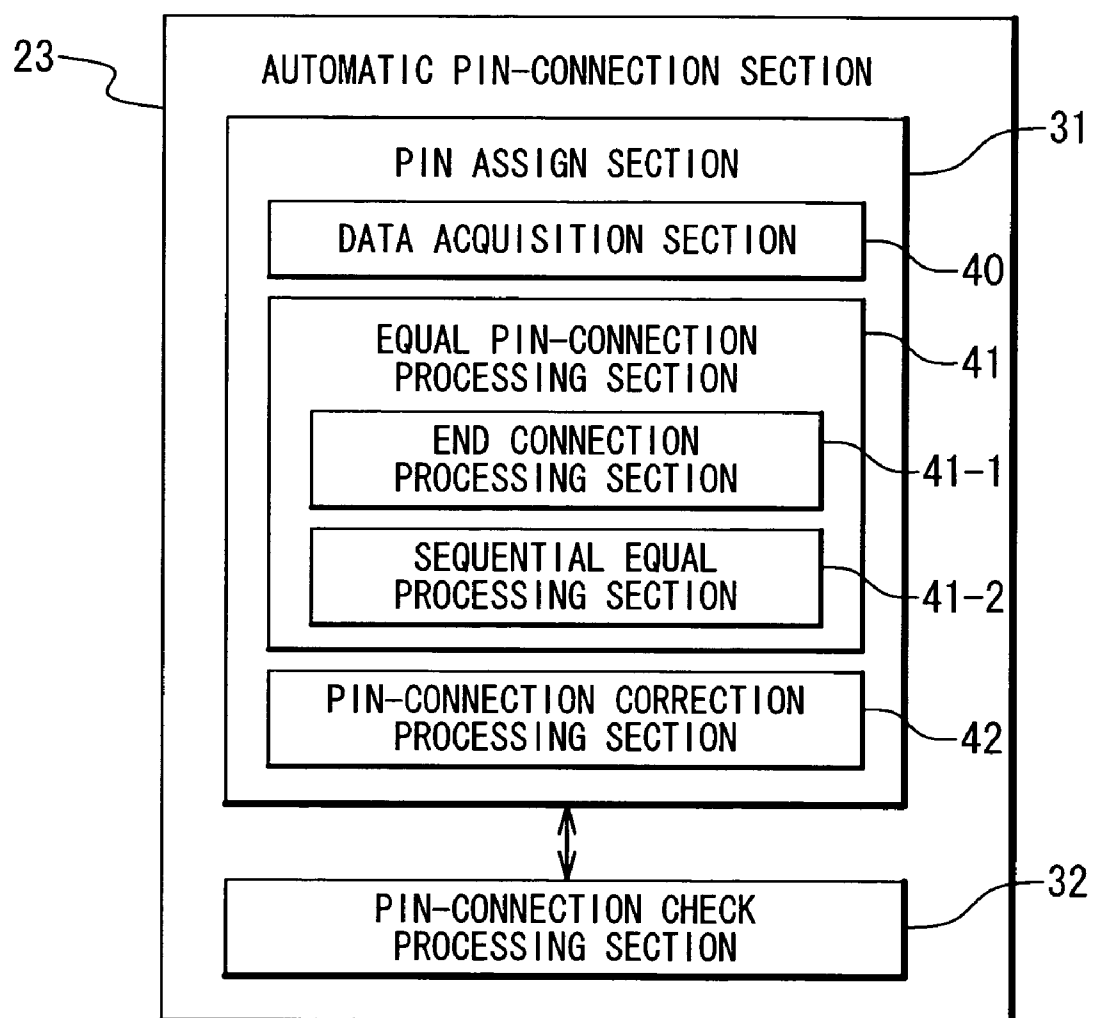 23
AUTOMATIC PIN-CONNECTION SECTION
31
PIN ASSIGN SECTION
DATA ACQUISITION SECTION
40
EQUAL PIN-CONNECTION
PROCESSING SECTION
41
END CONNECTION
PROCESSING SECTION
41-1
SEQUENTIAL EQUAL
PROCESSING SECTION
41-2
PIN-CONNECTION CORRECTION
PROCESSING SECTION
42
PIN-CONNECTION CHECK
PROCESSING SECTION
32